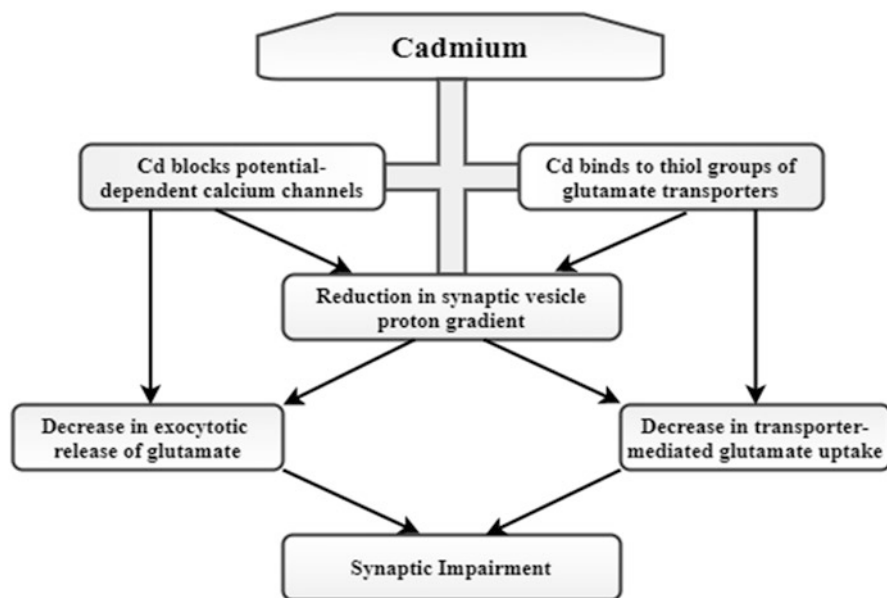 Cadmium
Cd blocks potential-
dependent calcium
channels
Cd binds to thiol groups of
glutamate transporters
Reduction in synaptic vesicle
proton gradient
Decrease in exocytotic
release of glutamate
Decrease in transporter-
mediated glutamate uptake
Synaptic Impairment